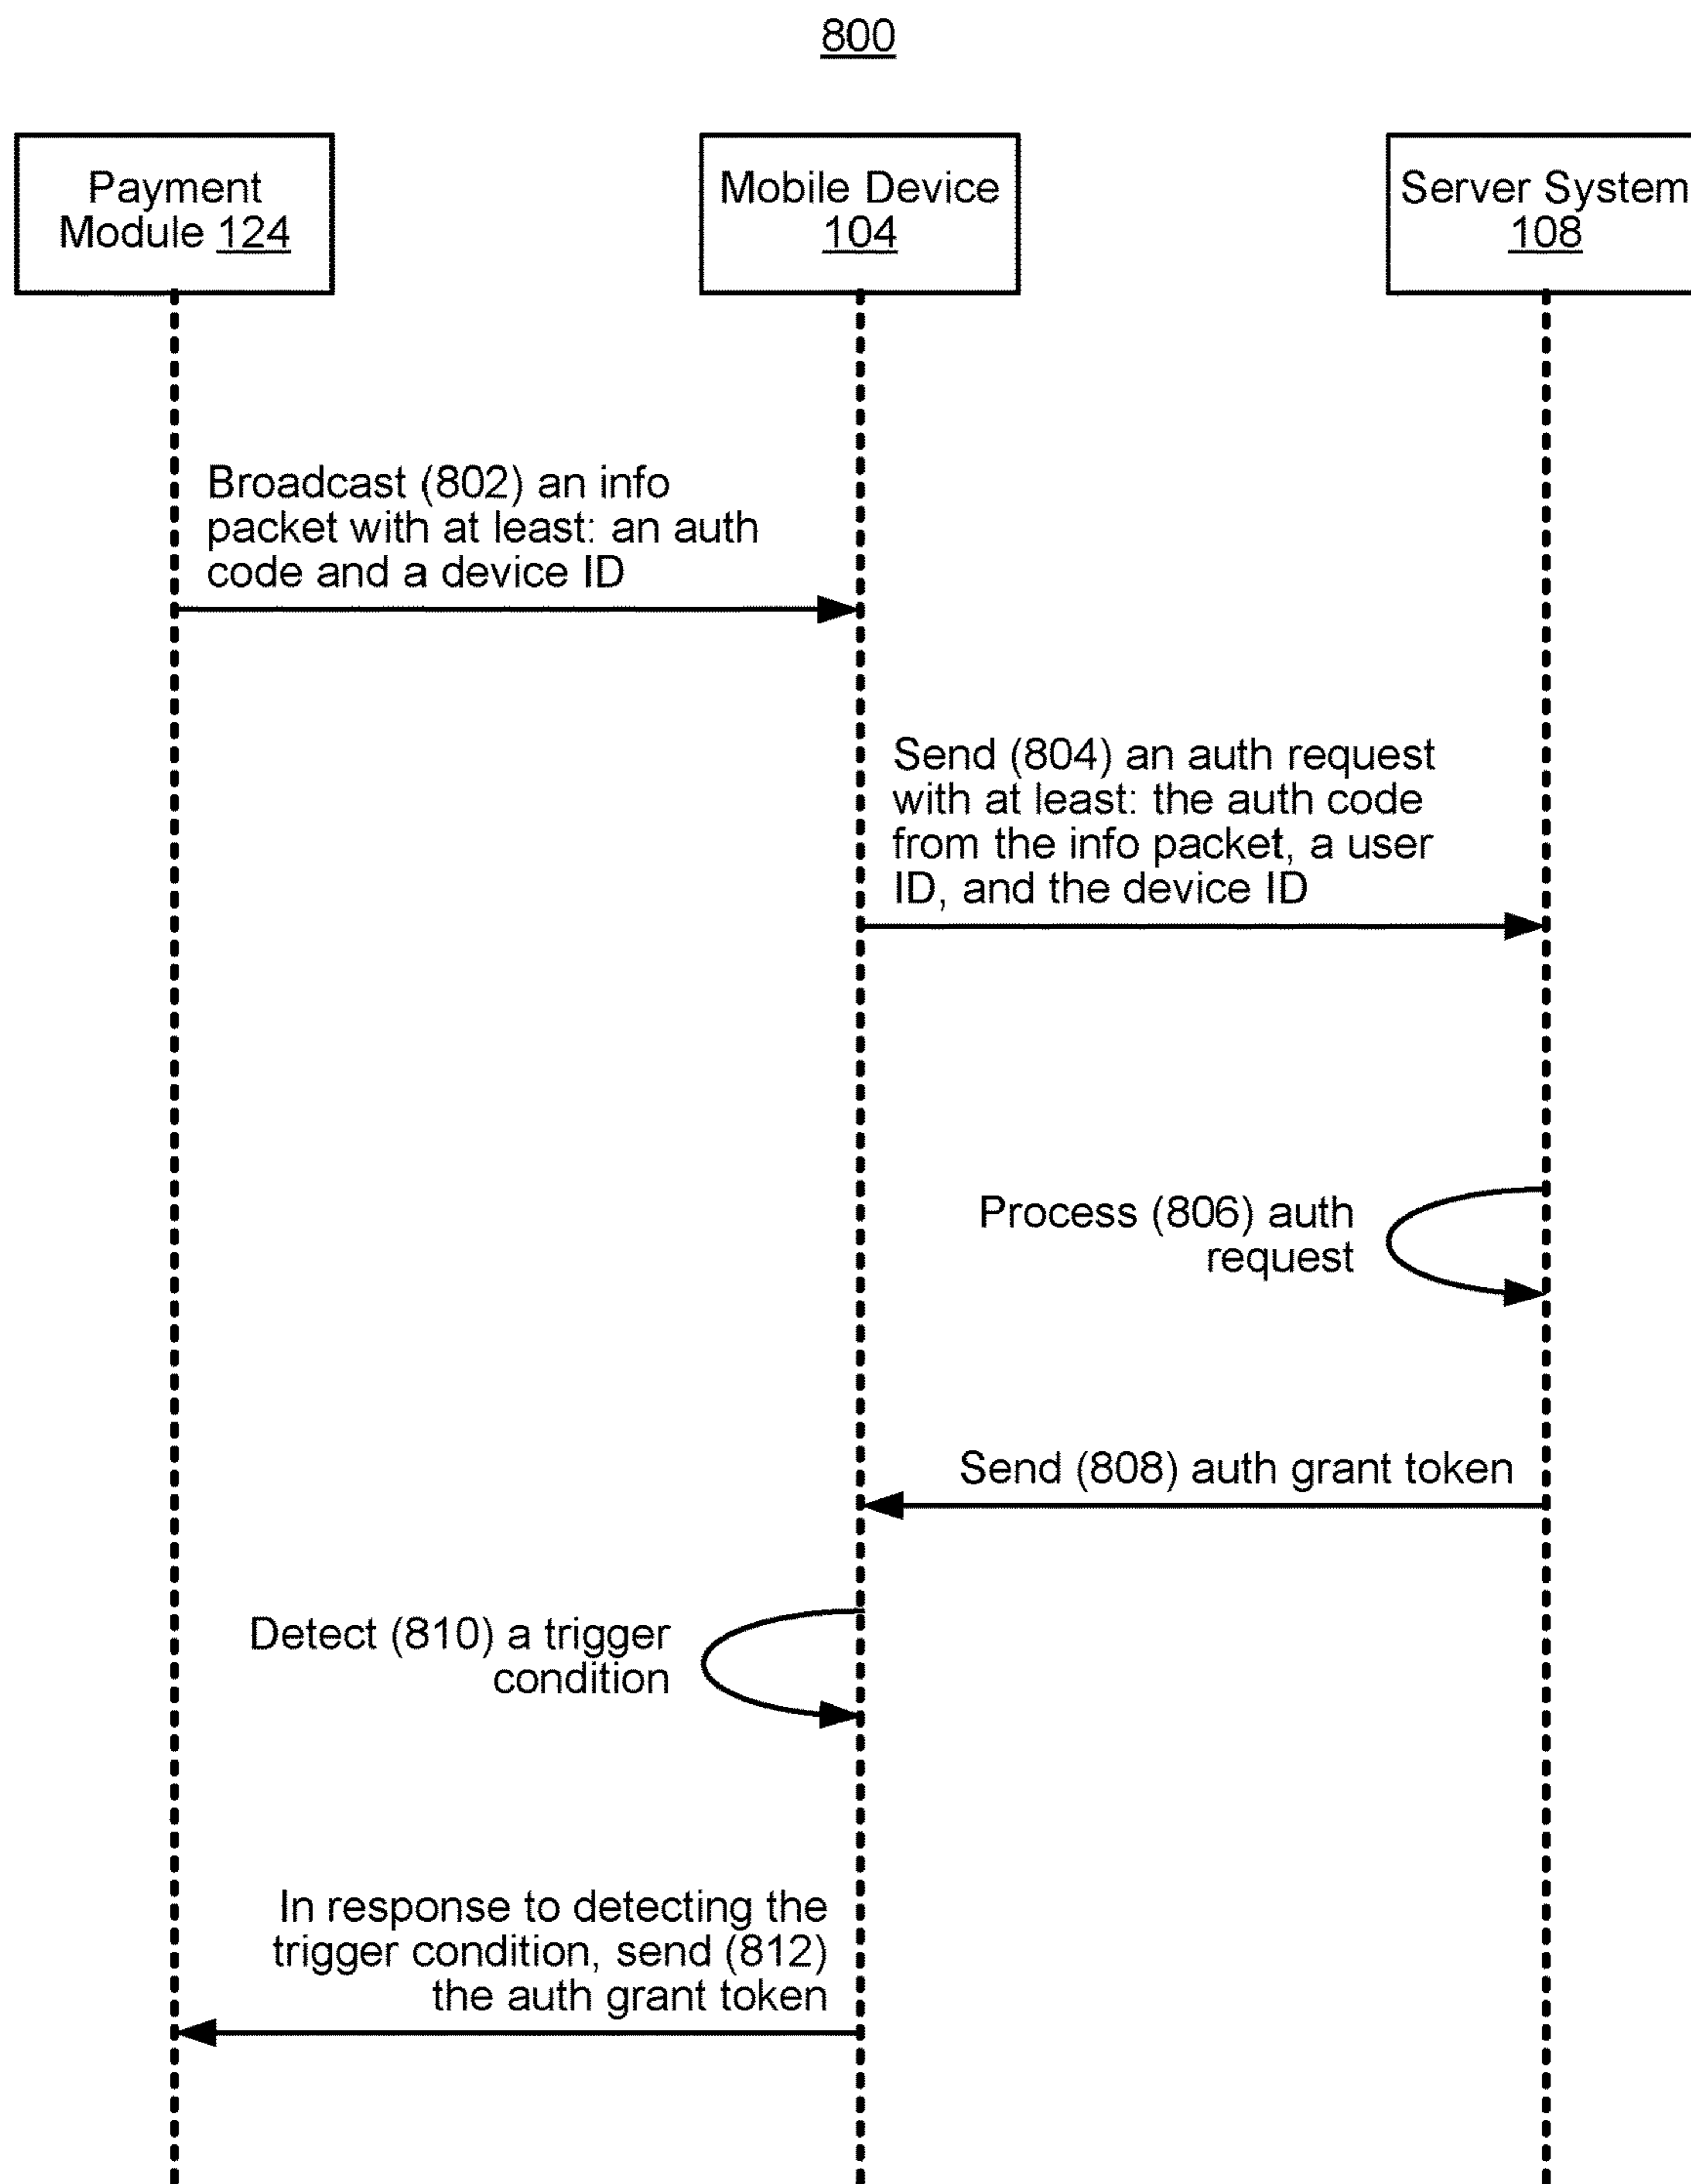 800
Payment
Module 124
Mobile Device
104
Server System
108
Broadcast (802) an info
packet with at least: an auth
code and a device ID
Send (804) an auth request
with at least: the auth code
from the info packet, a user
ID, and the device ID
Process (806) auth
request
Send (808) auth grant token
Detect (810) a trigger
condition
In response to detecting the
trigger condition, send (812)
the auth grant token